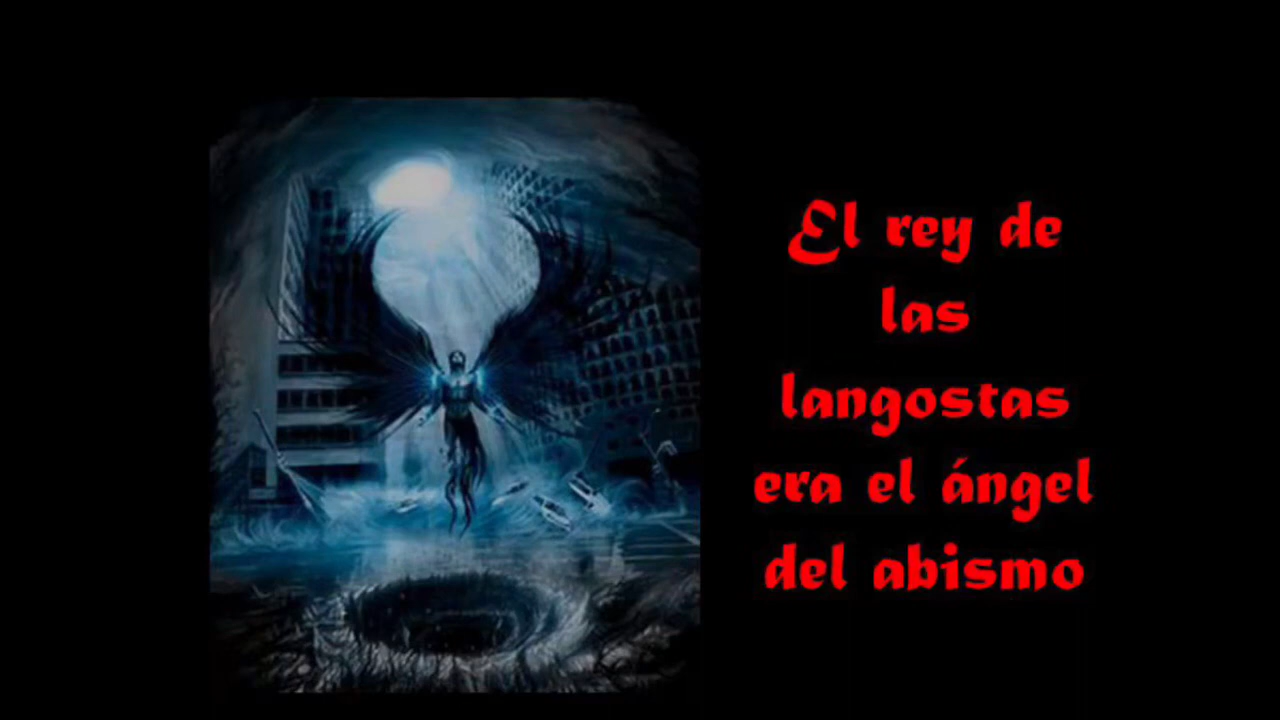 El rey de
las
langostas
era el ángel
del abismo